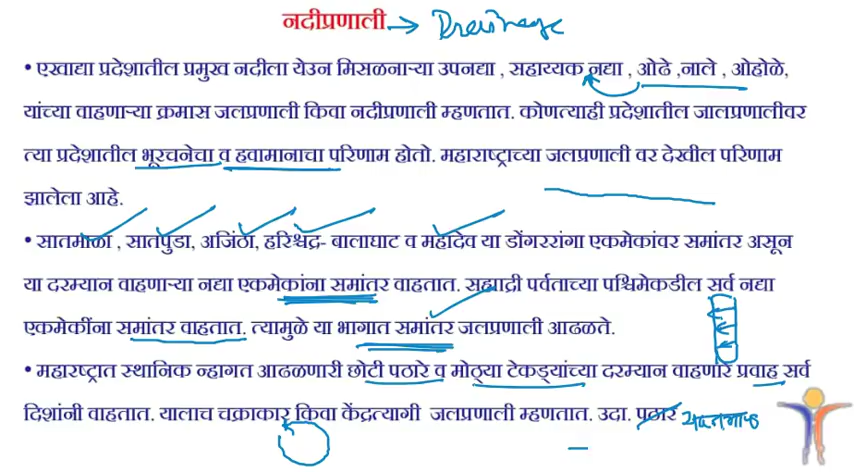 नदीप्रणाली → Drainage
• एखाद्या प्रदेशातील प्रमुख नदीला येउन मिसळनाऱ्या उपनद्या , सहाय्यक नद्या , ओढे ,नाले , ओहोळे,
यांच्या वाहणाऱ्या क्रमास जलप्रणाली किवा नदीप्रणाली म्हणतात. कोणत्याही प्रदेशातील जालप्रणालीवर
त्या प्रदेशातील भूरचनेचा व हवामानाचा परिणाम होतो. महाराष्ट्राच्या जलप्रणाली वर देखील परिणाम
झालेला आहे.
• सातमाळा , सातपुडा, अजिंठा, हरिश्चद्र- बालाघाट व महादेव या डोंगररांगा एकमेकांवर समांतर असून
या दरम्यान वाहणाऱ्या नद्या एकमेकांना समांतर वाहतात. सह्याद्री पर्वताच्या पश्चिमेकडील सर्व नद्या
एकमेकींना समांतर वाहतात. त्यामुळे या भागात समांतर जलप्रणाली आढळते.
• महारष्ट्रात स्थानिक न्हागत आढळणारी छोटी पठारे व मोठ्या टेकड्यांच्या दरम्यान वाहणारे प्रवाह सर्व
दिशांनी वाहतात. यालाच चक्राकार किवा केंद्रत्यागी जलप्रणाली म्हणतात. उदा. पठार